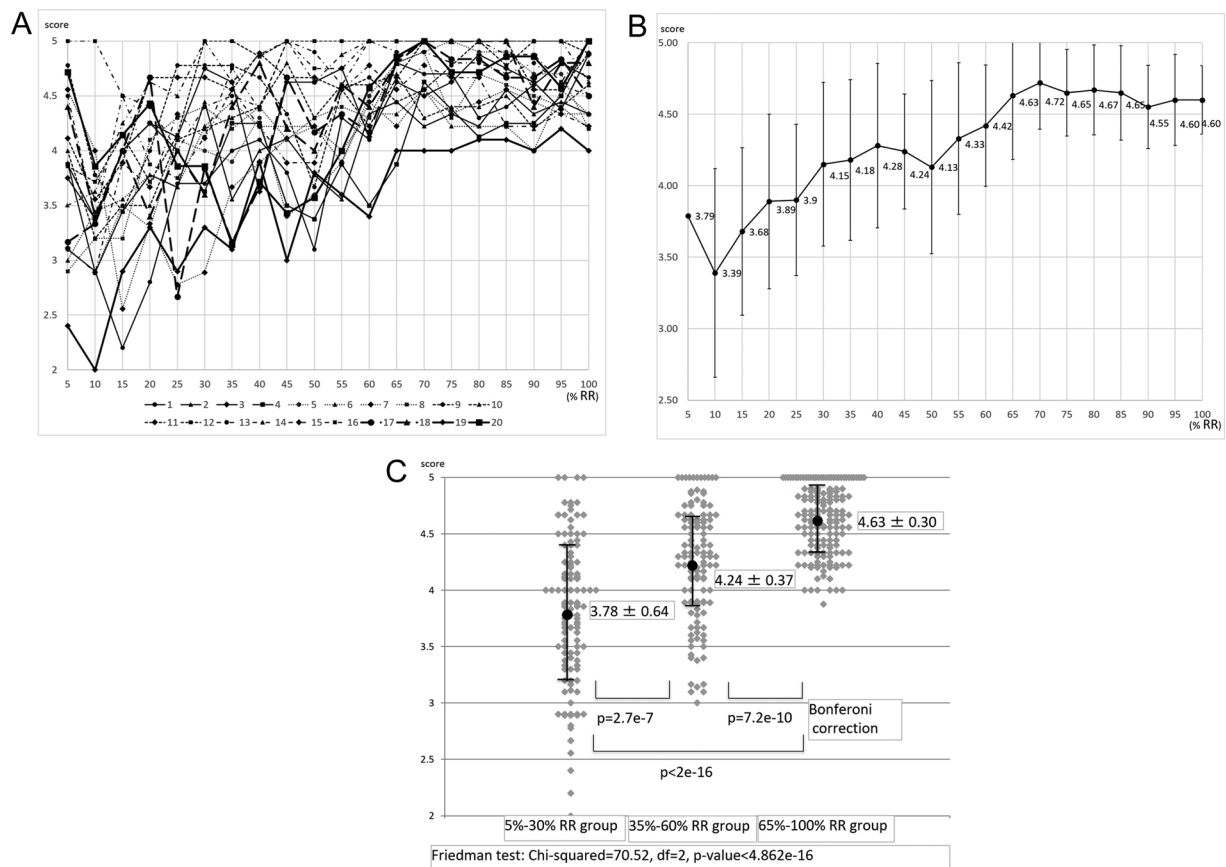 A
score
5
4.5
4
3.5
3
2.5
2
5 10 15 20 25 30 35 40 45 50 55 60 65 70 75 80 85 90 95 100
(% RR)
1 2 3 4 5 6 7 8 9 10
11 12 13 14 15 16 17 18 19 20
B
score
5.00
4.50
4.00
3.50
3.00
2.50
3.79 3.39 3.68 3.89 3.9 4.15 4.18 4.28 4.24 4.13 4.33 4.42 4.63 4.72 4.65 4.67 4.65 4.55 4.60 4.60
5 10 15 20 25 30 35 40 45 50 55 60 65 70 75 80 85 90 95 100
(% RR)
C
score
5
4.5
4
3.5
3
2.5
2
4.63 ± 0.30
4.24 ± 0.37
3.78 ± 0.64
p=2.7e-7
p=7.2e-10
Bonferoni
correction
p<2e-16
5%-30% RR group
35%-60% RR group
65%-100% RR group
Friedman test: Chi-squared=70.52, df=2, p-value<4.862e-16